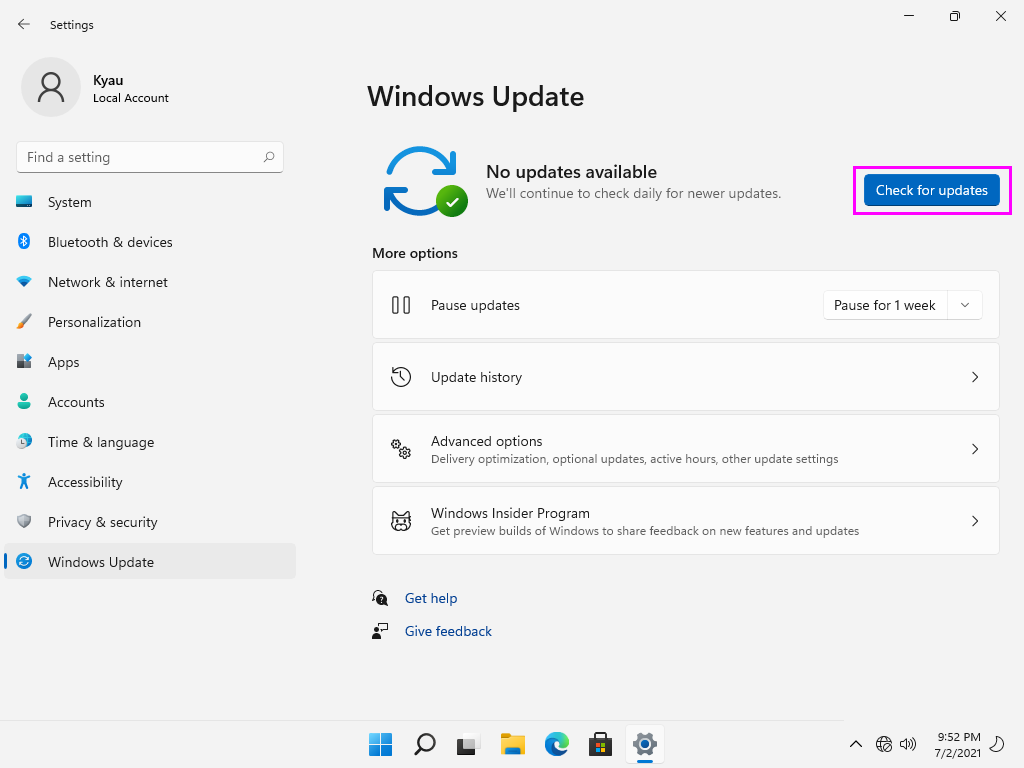 Settings
Kyau
Local Account
Find a setting
System
Bluetooth & devices
Network & internet
Personalization
Apps
Accounts
Time & language
Accessibility
Privacy & security
Windows Update
Windows Update
No updates available
We'll continue to check daily for newer updates.
Check for updates
More options
Pause updates
Pause for 1 week
Update history
Advanced options
Delivery optimization, optional updates, active hours, other update settings
Windows Insider Program
Get preview builds of Windows to share feedback on new features and updates
Get help
Give feedback
9:52 PM
7/2/2021